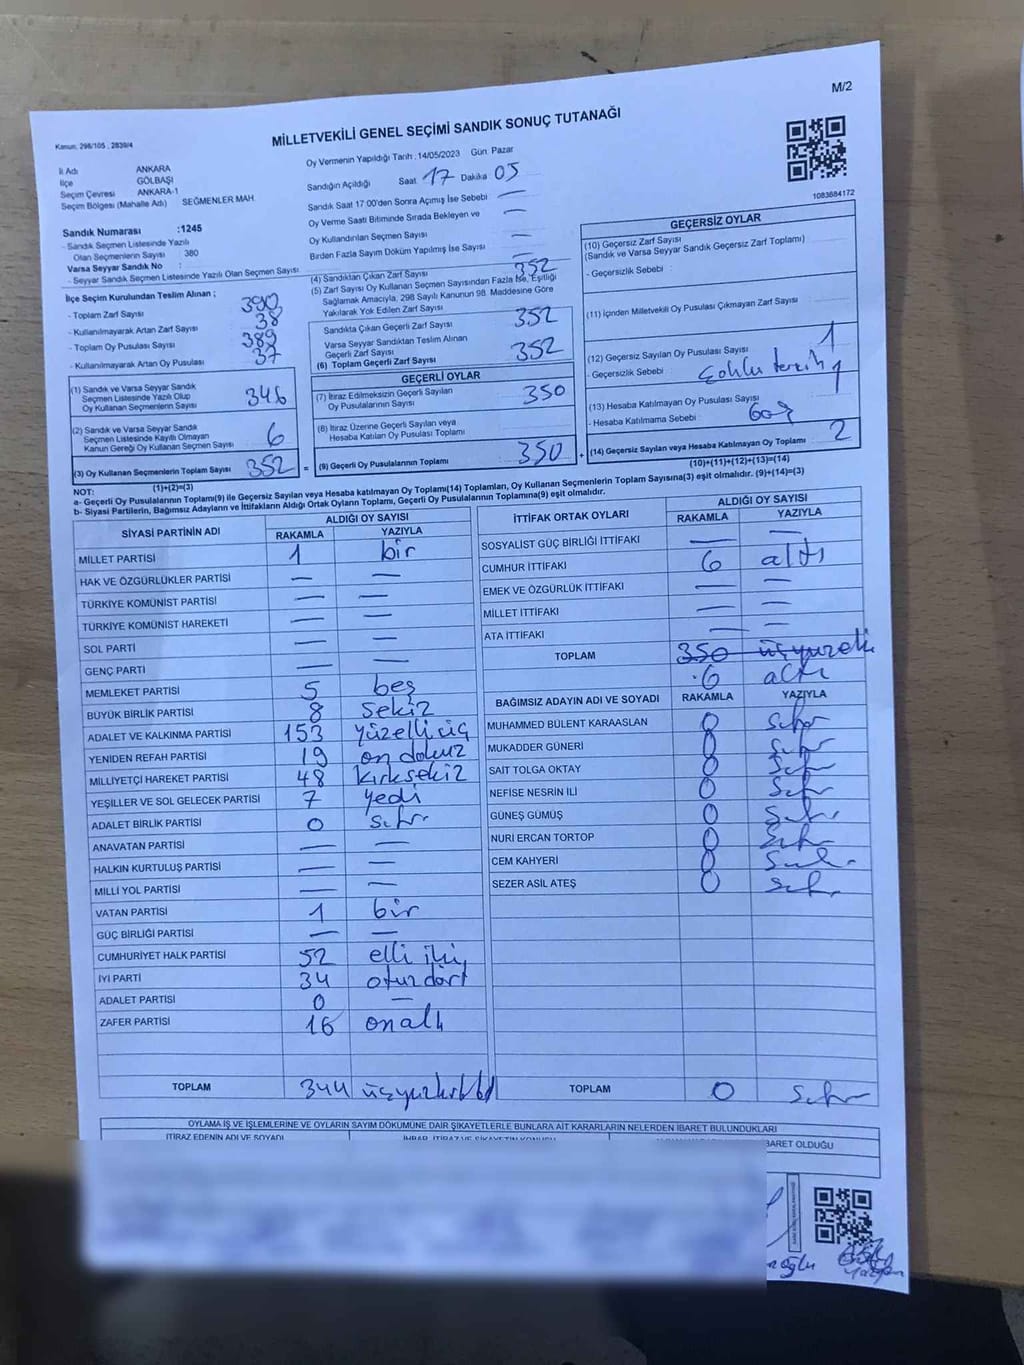 M/2
Kanun: 298/105 , 2839/4
MİLLETVEKİLİ GENEL SEÇİMİ SANDIK SONUÇ TUTANAĞI
İl Adı ANKARA
İlçe GÖLBAŞI
Seçim Çevresi ANKARA-1
Seçim Bölgesi (Mahalle Adı) SEĞMENLER MAH.
Oy Vermenin Yapıldığı Tarih : 14/05/2023 Gün: Pazar
Sandığın Açıldığı Saat 17 Dakika 05
Sandık Saat 17:00'den Sonra Açımış İse Sebebi —
Oy Verme Saati Bitiminde Sırada Bekleyen ve —
Oy Kullandırılan Seçmen Sayısı —
Birden Fazla Sayım Döküm Yapılmış İse Sayısı —
1083684172
Sandık Numarası :1245
- Sandık Seçmen Listesinde Yazılı
Olan Seçmenlerin Sayısı 380
Varsa Seyyar Sandık No :
- Seyyar Sandık Seçmen Listesinde Yazılı Olan Seçmen Sayısı
İlçe Seçim Kurulundan Teslim Alınan ;
- Toplam Zarf Sayısı 390
- Kullanılmayarak Artan Zarf Sayısı 38
- Toplam Oy Pusulası Sayısı 389
- Kullanılmayarak Artan Oy Pusulası 37
(1) Sandık ve Varsa Seyyar Sandık
Seçmen Listesinde Yazılı Olup
Oy Kullanan Seçmenlerin Sayısı 346
(2) Sandık ve Varsa Seyyar Sandık
Seçmen Listesinde Kayıtlı Olmayan
Kanun Gereği Oy Kullanan Seçmen Sayısı 6
(3) Oy Kullanan Seçmenlerin Toplam Sayısı 352
(1)+(2)=(3)
(4) Sandıktan Çıkan Zarf Sayısı 352
(5) Zarf Sayısı Oy Kullanan Seçmen Sayısından Fazla İse, Eşitliği
Sağlamak Amacıyla, 298 Sayılı Kanunun 98. Maddesine Göre
Yakılarak Yok Edilen Zarf Sayısı
Sandıkta Çıkan Geçerli Zarf Sayısı 352
Varsa Seyyar Sandıktan Teslim Alınan
Geçerli Zarf Sayısı
(6) Toplam Geçerli Zarf Sayısı 352
GEÇERLİ OYLAR
(7) İtiraz Edilmeksizin Geçerli Sayılan
Oy Pusulalarının Sayısı 350
(8) İtiraz Üzerine Geçerli Sayılan veya
Hesaba Katılan Oy Pusulası Toplamı
= (9) Geçerli Oy Pusulalarının Toplamı 350 +
GEÇERSİZ OYLAR
(10) Geçersiz Zarf Sayısı
(Sandık ve Varsa Seyyar Sandık Geçersiz Zarf Toplamı)
- Geçersizlik Sebebi :
(11) İçinden Milletvekili Oy Pusulası Çıkmayan Zarf Sayısı
(12) Geçersiz Sayılan Oy Pusulası Sayısı 1
- Geçersizlik Sebebi çoklu tercih
(13) Hesaba Katılmayan Oy Pusulası Sayısı 1
- Hesaba Katılmama Sebebi boş
(14) Geçersiz Sayılan veya Hesaba Katılmayan Oy Toplamı 2
(10)+(11)+(12)+(13)=(14)
NOT:
a- Geçerli Oy Pusulaları Toplamı(9) ile Geçersiz Sayılan veya Hesaba katılmayan Oy Toplamı(14) Toplamları, Oy Kullanan Seçmenlerin Toplam Sayısına(3) eşit olmalıdır. (9)+(14)=(3)
b- Siyasi Partilerin, Bağımsız Adayların ve İttifakların Aldığı Ortak Oyların Toplamı, Geçerli Oy Pusulalarının Toplamına(9) eşit olmalıdır.
SİYASİ PARTİNİN ADI ALDIĞI OY SAYISI
RAKAMLA YAZIYLA
MİLLET PARTİSİ 1 bir
HAK VE ÖZGÜRLÜKLER PARTİSİ — —
TÜRKİYE KOMÜNİST PARTİSİ — —
TÜRKİYE KOMÜNİST HAREKETİ — —
SOL PARTİ — —
GENÇ PARTİ — —
MEMLEKET PARTİSİ 5 beş
BÜYÜK BİRLİK PARTİSİ 8 sekiz
ADALET VE KALKINMA PARTİSİ 153 yüzelliüç
YENİDEN REFAH PARTİSİ 19 on dokuz
MİLLİYETÇİ HAREKET PARTİSİ 48 kırksekiz
YEŞİLLER VE SOL GELECEK PARTİSİ 7 yedi
ADALET BİRLİK PARTİSİ 0 sıfır
ANAVATAN PARTİSİ — —
HALKIN KURTULUŞ PARTİSİ — —
MİLLİ YOL PARTİSİ — —
VATAN PARTİSİ 1 bir
GÜÇ BİRLİĞİ PARTİSİ — —
CUMHURİYET HALK PARTİSİ 52 elli iki
İYİ PARTİ 34 otuz dört
ADALET PARTİSİ 0 —
ZAFER PARTİSİ 16 onaltı
TOPLAM 344
İTTİFAK ORTAK OYLARI ALDIĞI OY SAYISI
RAKAMLA YAZIYLA
SOSYALİST GÜÇ BİRLİĞİ İTTİFAKI — —
CUMHUR İTTİFAKI 6 altı
EMEK VE ÖZGÜRLÜK İTTİFAKI — —
MİLLET İTTİFAKI — —
ATA İTTİFAKI — —
TOPLAM 350 üçyüzelli
6 altı
BAĞIMSIZ ADAYIN ADI VE SOYADI RAKAMLA YAZIYLA
MUHAMMED BÜLENT KARAASLAN 0 sıfır
MUKADDER GÜNERİ 0 sıfır
SAİT TOLGA OKTAY 0 sıfır
NEFİSE NESRİN İLİ 0 sıfır
GÜNEŞ GÜMÜŞ 0 sıfır
NURİ ERCAN TORTOP 0 sıfır
CEM KAHYERİ 0 sıfır
SEZER ASİL ATEŞ 0 sıfır
TOPLAM 0 sıfır
OYLAMA İŞ VE İŞLEMLERİNE VE OYLARIN SAYIM DÖKÜMÜNE DAİR ŞİKAYETLERLE BUNLARA AİT KARARLARIN NELERDEN İBARET BULUNDUKLARI
İTİRAZ EDENİN ADI VE SOYADI İHBAR, İTİRAZ VE ŞİKAYETİN KONUSU İBARET OLDUĞU